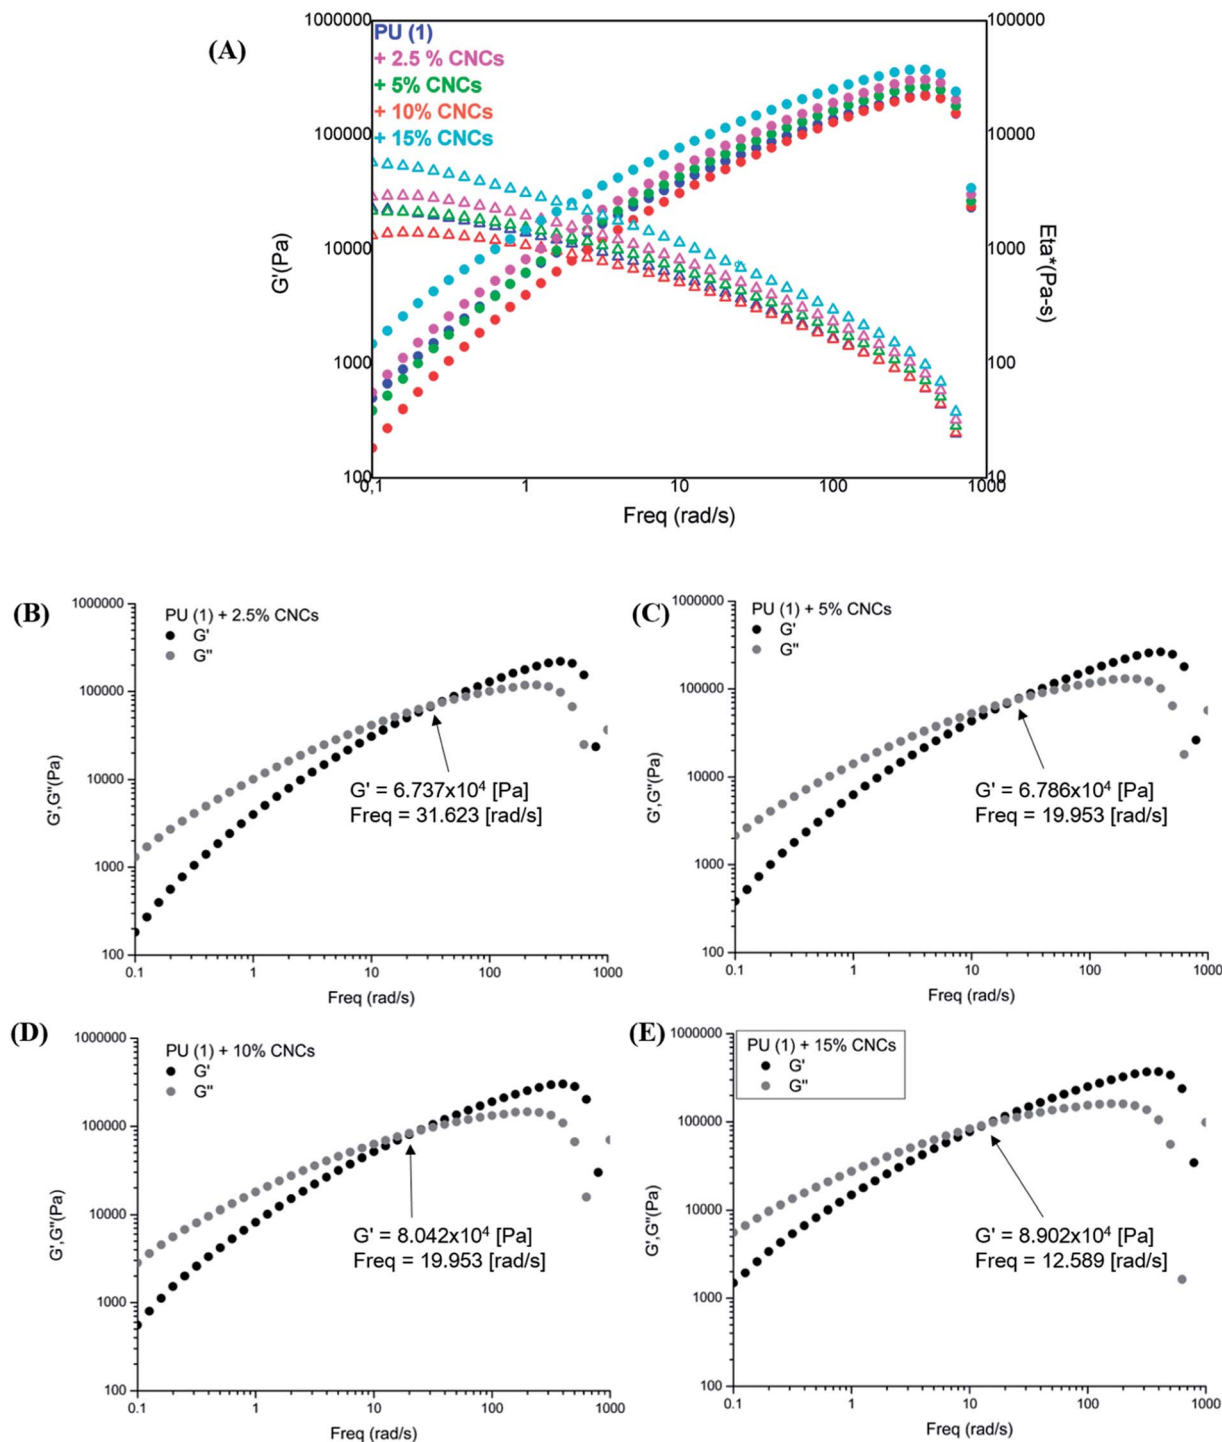 (A)
1000000
100000
10000
1000
100
G'(Pa)
PU (1)
+ 2.5 % CNCs
+ 5% CNCs
+ 10% CNCs
+ 15% CNCs
100000
10000
1000
100
10
Eta*(Pa-s)
0,1
1
10
100
1000
Freq (rad/s)
(B)
1000000
100000
10000
1000
100
G',G"(Pa)
PU (1) + 2.5% CNCs
G'
G"
G' = 6.737x10⁴ [Pa]
Freq = 31.623 [rad/s]
0.1
1
10
100
1000
Freq (rad/s)
(C)
1000000
100000
10000
1000
100
G',G"(Pa)
PU (1) + 5% CNCs
G'
G"
G' = 6.786x10⁴ [Pa]
Freq = 19.953 [rad/s]
0.1
1
10
100
1000
Freq (rad/s)
(D)
1000000
100000
10000
1000
100
G',G"(Pa)
PU (1) + 10% CNCs
G'
G"
G' = 8.042x10⁴ [Pa]
Freq = 19.953 [rad/s]
0.1
1
10
100
1000
Freq (rad/s)
(E)
1000000
100000
10000
1000
100
G',G"(Pa)
PU (1) + 15% CNCs
G'
G"
G' = 8.902x10⁴ [Pa]
Freq = 12.589 [rad/s]
0.1
1
10
100
1000
Freq (rad/s)